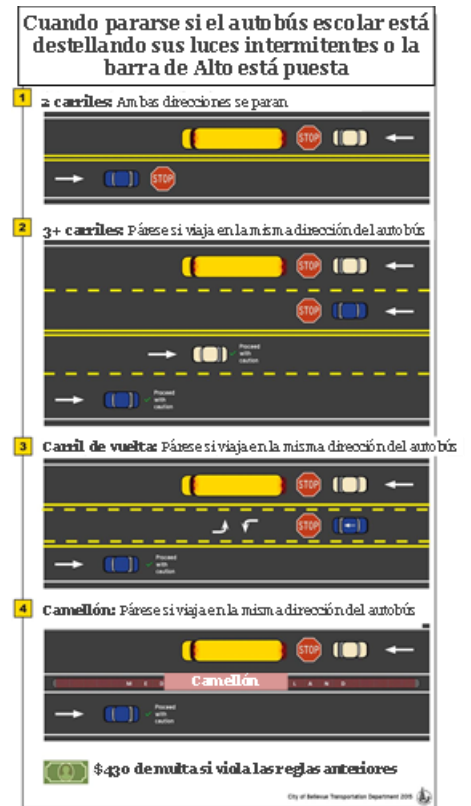 Cuando pararse si el autobús escolar está
destellando sus luces intermitentes o la
barra de Alto está puesta
1
2 carriles: Ambas direcciones se paran
STOP
STOP
2
3+ carriles: Párese si viaja en la misma dirección del autobús
STOP
STOP
Proceed
with
caution
Proceed
with
caution
3
Carril de vuelta: Párese si viaja en la misma dirección del autobús
STOP
STOP
Proceed
with
caution
4
Camellón: Párese si viaja en la misma dirección del autobús
STOP
M E D Camellón L A N D
Proceed
with
caution
$430 de multa si viola las reglas anteriores
City of Bellevue Transportation Department 2015